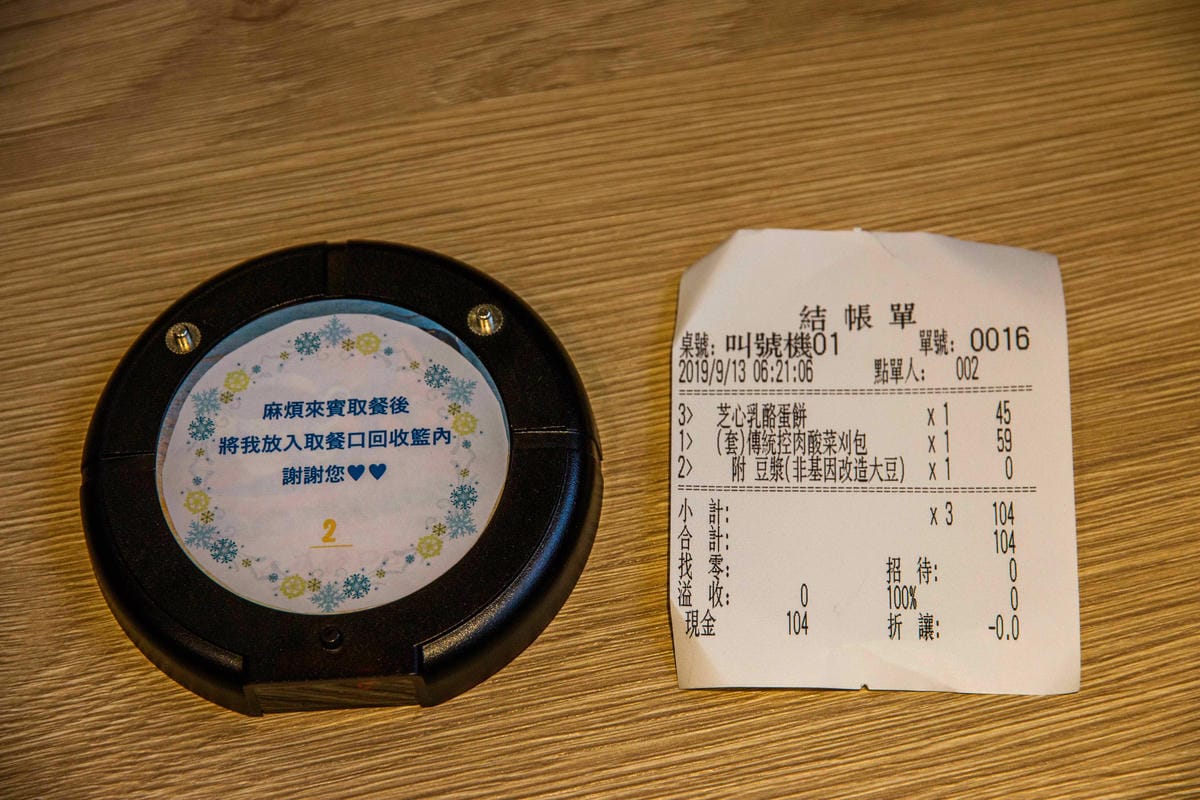 麻煩來賓取餐後
將我放入取餐口回收籃內
謝謝您♥♥
2
結帳單
桌號: 叫號機01 單號: 0016
2019/9/13 06:21:06 點單人: 002
3> 芝心乳酪蛋餅 x 1 45
1> (套)傳統控肉酸菜刈包 x 1 59
2> 附 豆漿(非基因改造大豆) x 1 0
小 計: x 3 104
合 計: 104
找 零: 招 待: 0
溢 收: 0 100% 0
現金 104 折 讓: -0.0